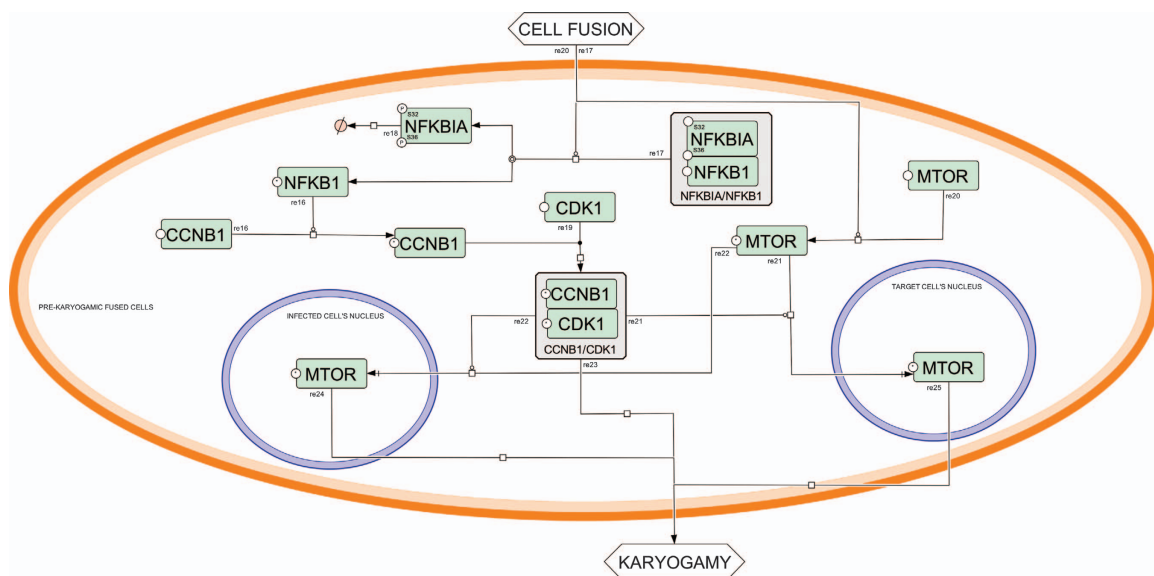 CELL FUSION
re20 re17
P
S32
NFKBIA
re18
S36
P
S32
NFKBIA
S36
NFKB1
NFKBIA/NFKB1
re17
NFKB1
re16
MTOR
re20
CDK1
re19
CCNB1
re16
CCNB1
MTOR
re22
re21
PRE-KARYOGAMIC FUSED CELLS
INFECTED CELL'S NUCLEUS
TARGET CELL'S NUCLEUS
CCNB1
CDK1
CCNB1/CDK1
re22
re21
re23
MTOR
re24
MTOR
re25
KARYOGAMY